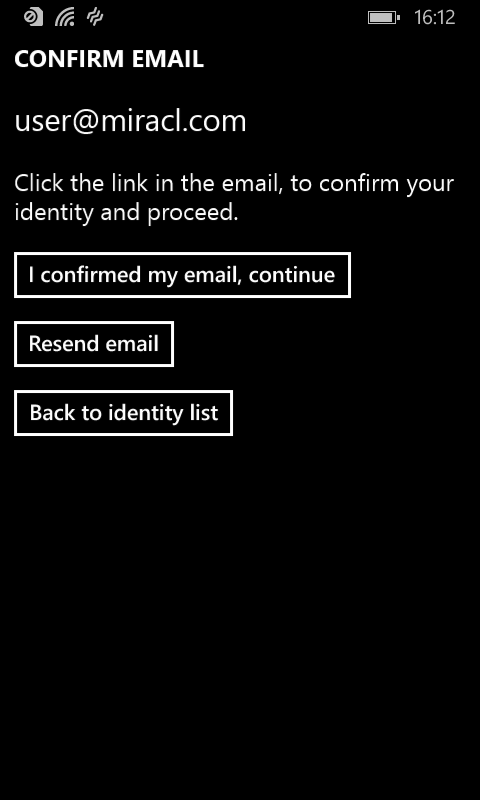 16:12
CONFIRM EMAIL
user@miracl.com
Click the link in the email, to confirm your
identity and proceed.
I confirmed my email, continue
Resend email
Back to identity list